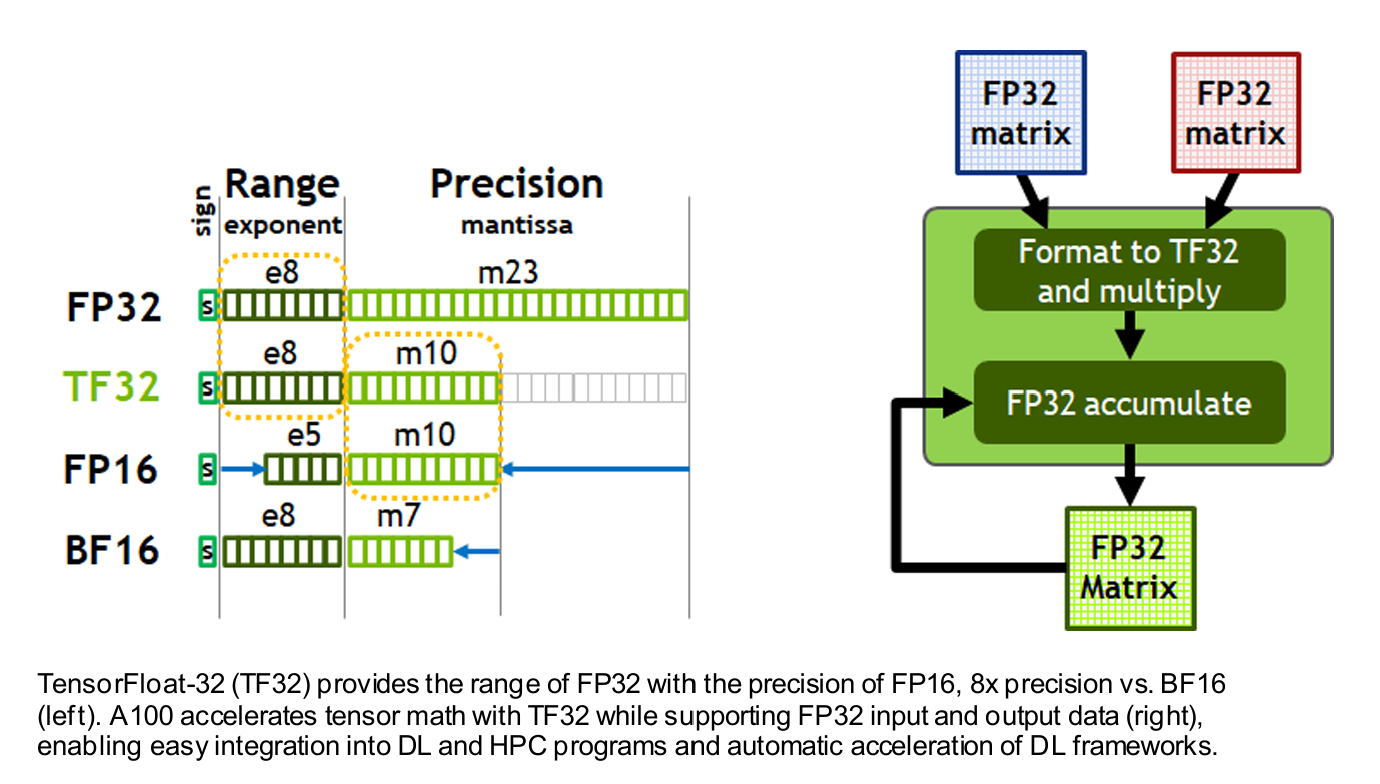 sign
Range
exponent
Precision
mantissa
FP32
s
e8
m23
TF32
s
e8
m10
FP16
s
e5
m10
BF16
s
e8
m7
FP32
matrix
FP32
matrix
Format to TF32
and multiply
FP32 accumulate
FP32
Matrix
TensorFloat-32 (TF32) provides the range of FP32 with the precision of FP16, 8x precision vs. BF16
(left). A100 accelerates tensor math with TF32 while supporting FP32 input and output data (right),
enabling easy integration into DL and HPC programs and automatic acceleration of DL frameworks.